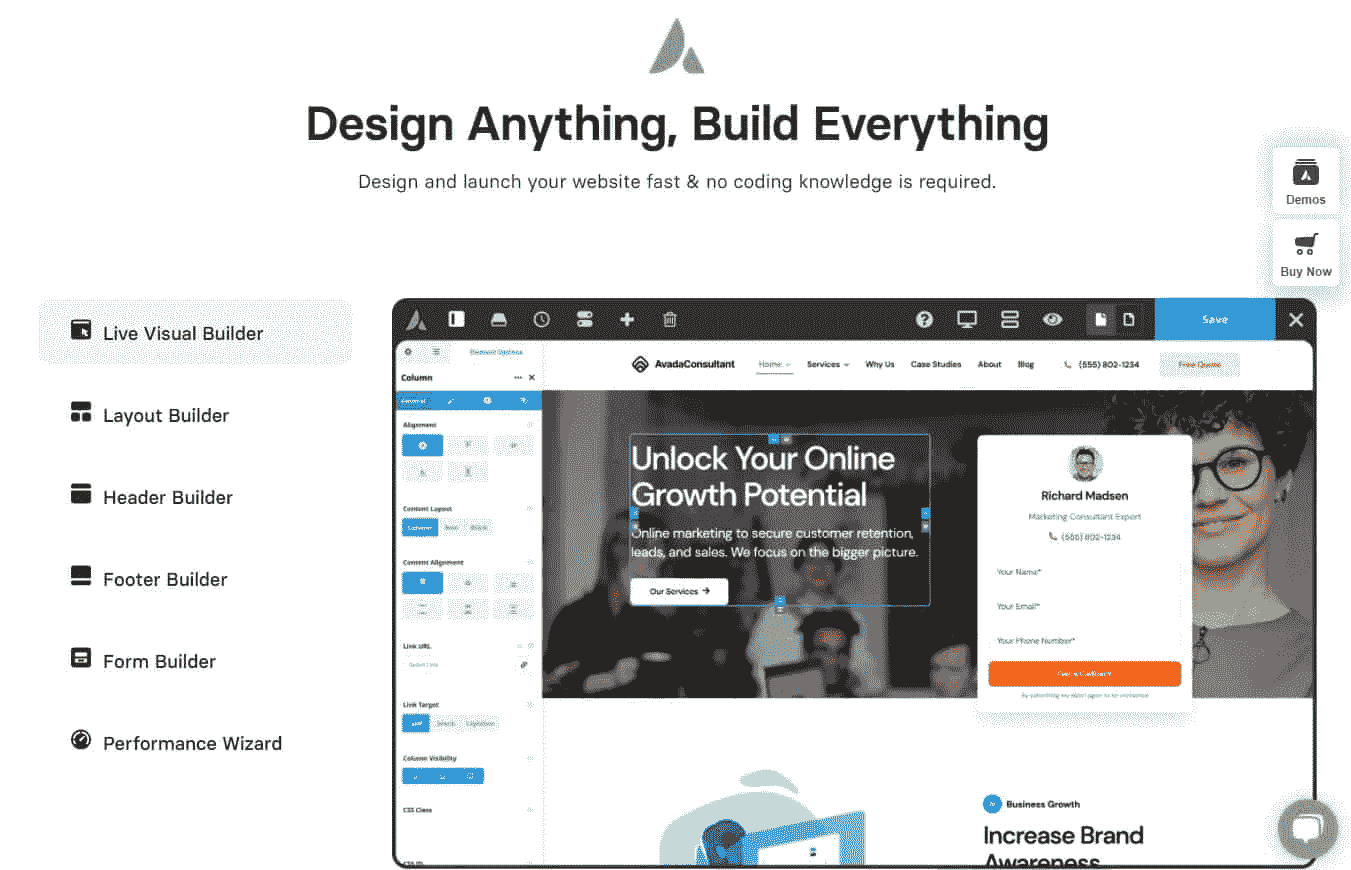 Design Anything, Build Everything
Design and launch your website fast & no coding knowledge is required.
Demos
Buy Now
Live Visual Builder
Layout Builder
Header Builder
Footer Builder
Form Builder
Performance Wizard
Save
Element Options
Column
General
Alignment
Content Layout
Column
Row
Block
Content Alignment
Link URL
Select Link
Link Target
Column Visibility
CSS Class
AvadaConsultant
Home
Services
Why Us
Case Studies
About
Blog
(555) 802-1234
Free Quote
Unlock Your Online
Growth Potential
Online marketing to secure customer retention,
leads, and sales. We focus on the bigger picture.
Our Services
Richard Madsen
Marketing Consultant Expert
(555) 802-1234
Your Name*
Your Email*
Your Phone Number*
Business Growth
Increase Brand
Awareness